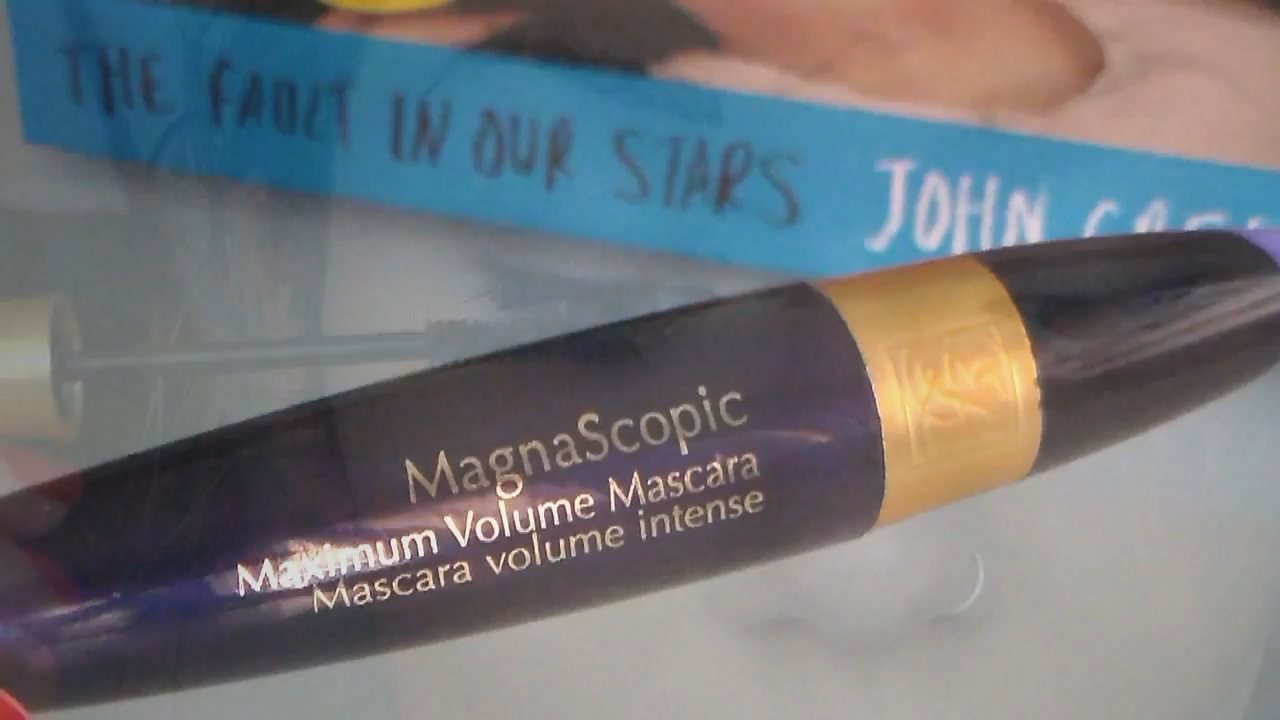 THE FAULT IN OUR STARS JOHN
MagnaScopic
Maximum Volume Mascara
Mascara volume intense